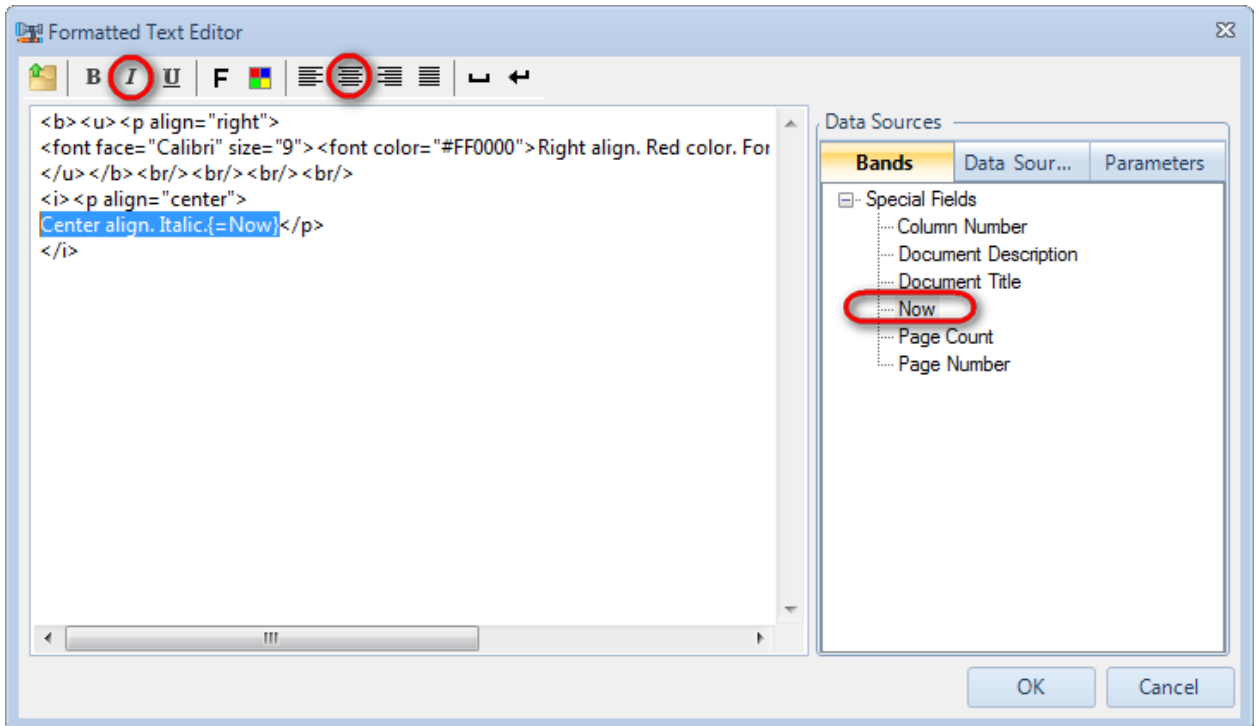 Formatted Text Editor
B I U F
<b><u><p align="right">
<font face="Calibri" size="9"><font color="#FF0000">Right align. Red color. For
</u></b><br/><br/><br/>
<i><p align="center">
Center align. Italic.{=Now}</p>
</i>
Data Sources
Bands Data Sour... Parameters
Special Fields
Column Number
Document Description
Document Title
Now
Page Count
Page Number
OK Cancel